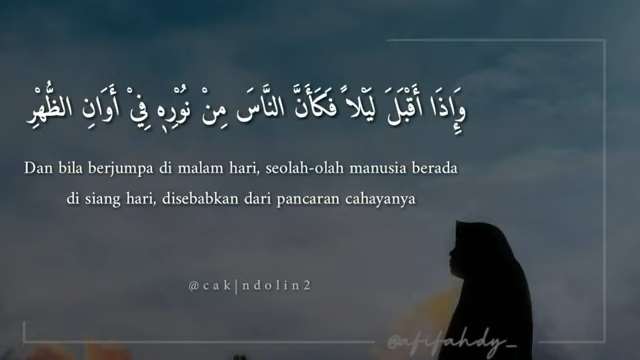 وَإِذَا أَقْبَلَ لَيْلاً فَكَأَنَّ النَّاسَ مِنْ نُوْرِهِ فِيْ أَوَانِ الظُّهْرِ
Dan bila berjumpa di malam hari, seolah-olah manusia berada
di siang hari, disebabkan dari pancaran cahayanya
@cak|ndolin2
@afifahdy_